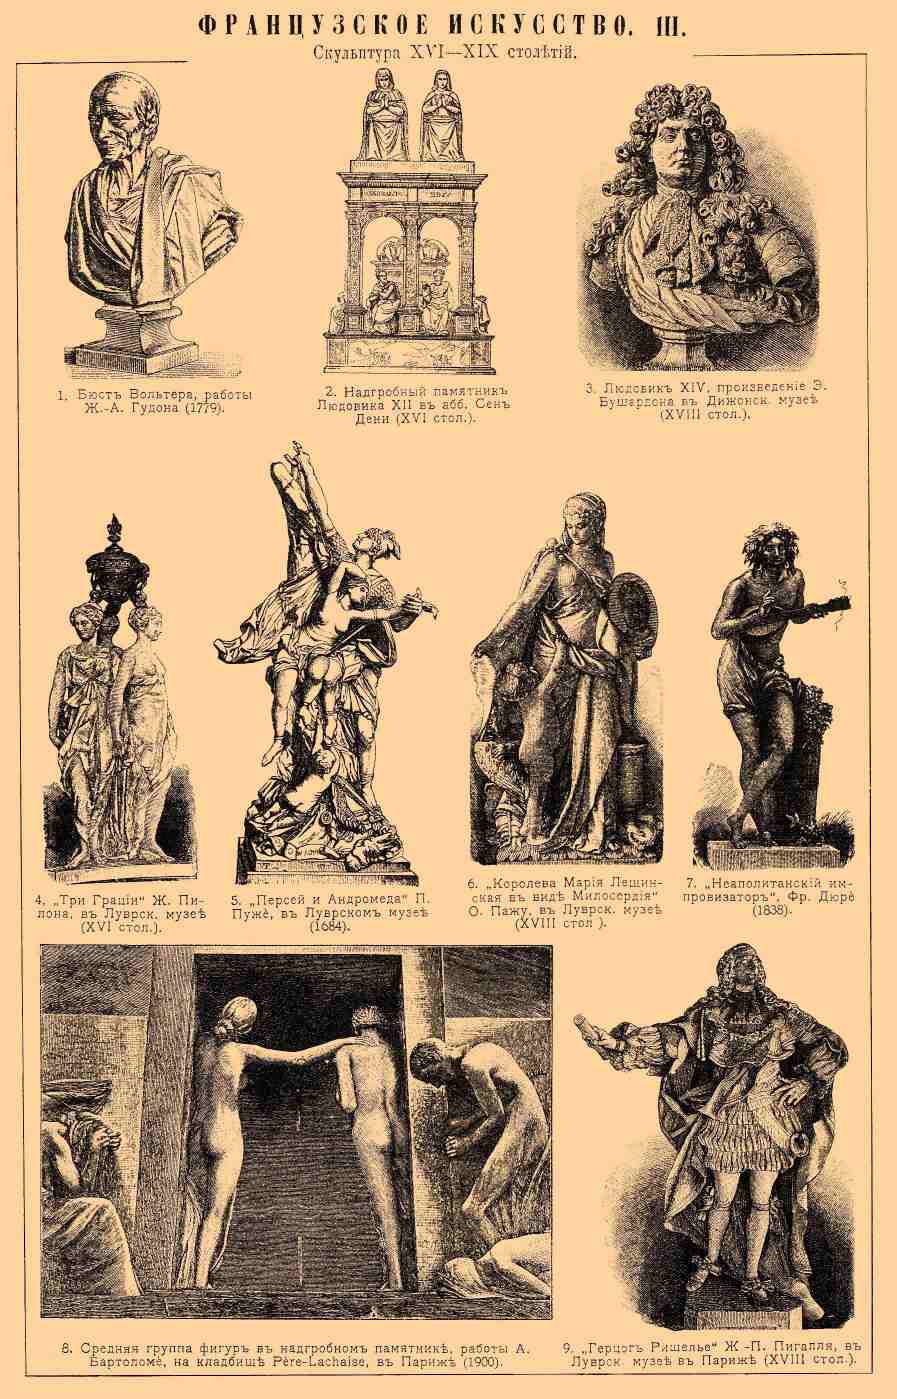 ФРАНЦУЗСКОЕ ИСКУССТВО. III.
Скульптура XVI—XIX столѣтій.
1. Бюстъ Вольтера, работы
Ж.-А. Гудона (1779).
2. Надгробный памятникъ
Людовика XII въ абб. Сенъ
Дени (XVI стол.).
3. Людовикъ XIV, произведеніе Э.
Бушардона въ Дижонск. музеѣ
(XVIII стол.).
4. „Три Граціи“ Ж. Пи-
лона, въ Луврск. музеѣ
(XVI стол.).
5. „Персей и Андромеда“ П.
Пужѐ, въ Луврскомъ музеѣ
(1684).
6. „Королева Марія Лещин-
ская въ видѣ Милосердія“
О. Пажу, въ Луврск. музеѣ
(XVIII стол.).
7. „Неаполитанскій им-
провизаторъ“, Фр. Дюрѐ
(1838).
8. Средняя группа фигуръ въ надгробномъ памятникѣ, работы А.
Бартоломѐ, на кладбищѣ Père-Lachaise, въ Парижѣ (1900).
9. „Герцогъ Ришелье“ Ж.-П. Пигалля, въ
Луврск. музеѣ въ Парижѣ (XVIII стол.).